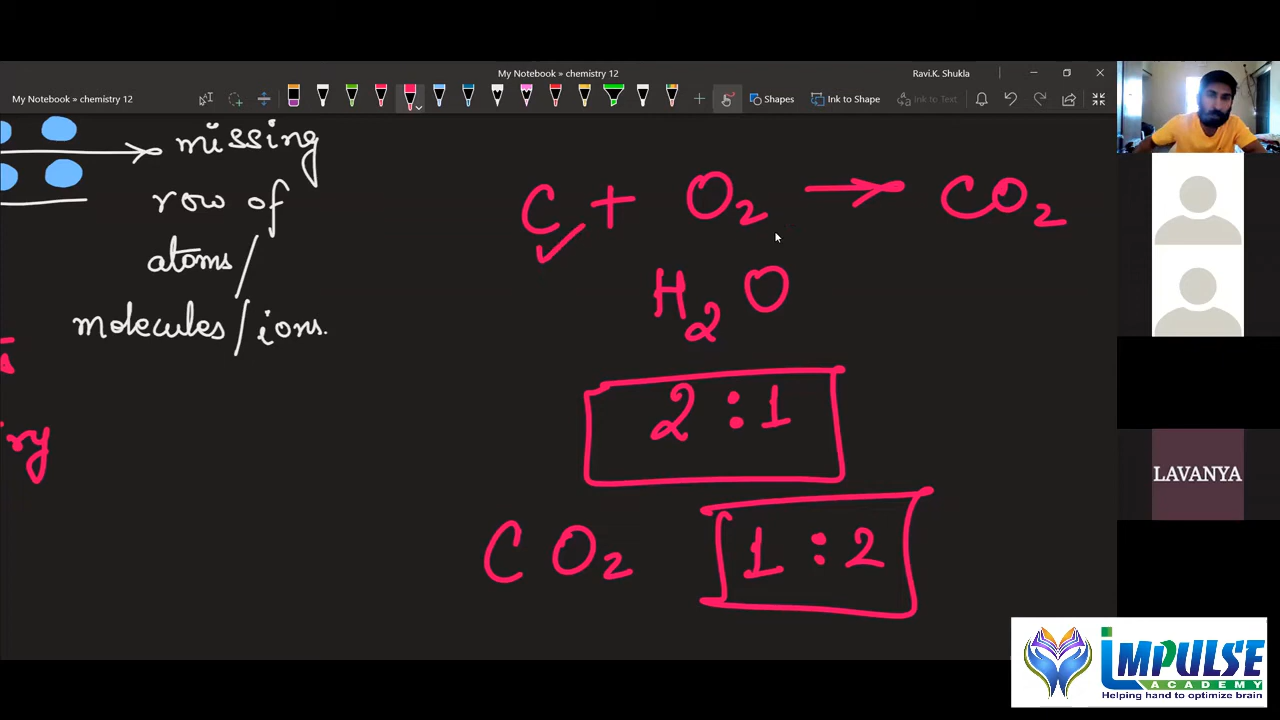 My Notebook » chemistry 12
Ravi.K. Shukla
My Notebook » chemistry 12
Shapes
Ink to Shape
Ink to Text
missing
row of
atoms/
molecules/ions.
ry
C + O2 → CO2
H2O
2 : 1
CO2 1 : 2
LAVANYA
IMPULSE
ACADEMY
Helping hand to optimize brain